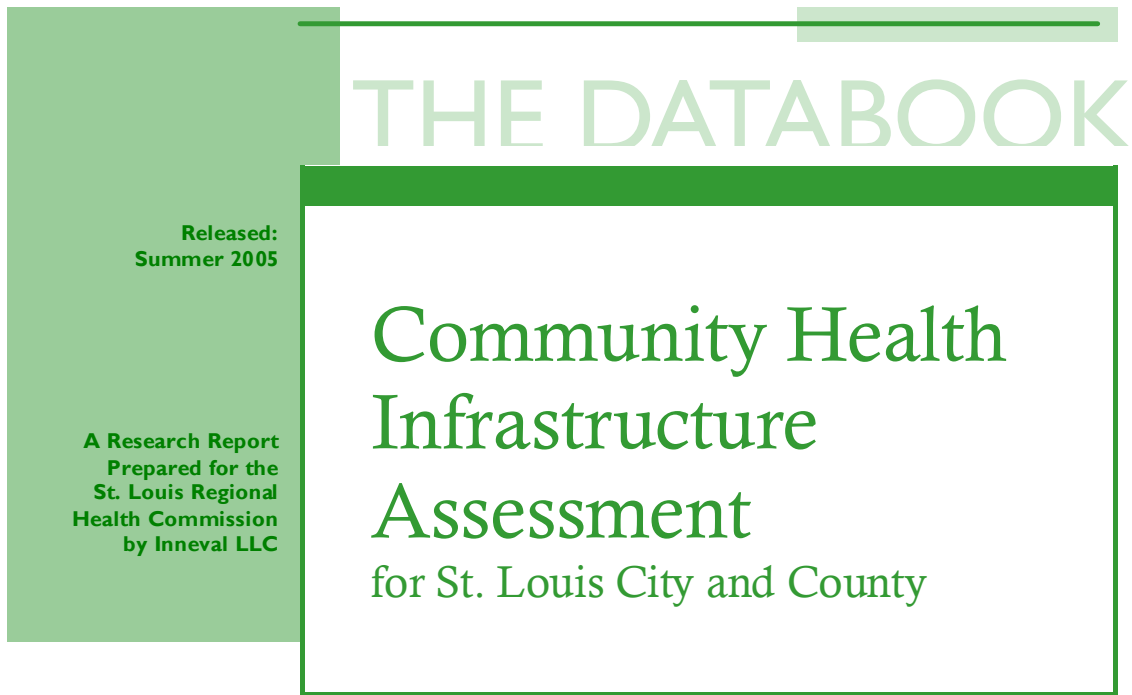 THE DATABOOK
Released:
Summer 2005
A Research Report
Prepared for the
St. Louis Regional
Health Commission
by Inneval LLC
Community Health
Infrastructure
Assessment
for St. Louis City and County